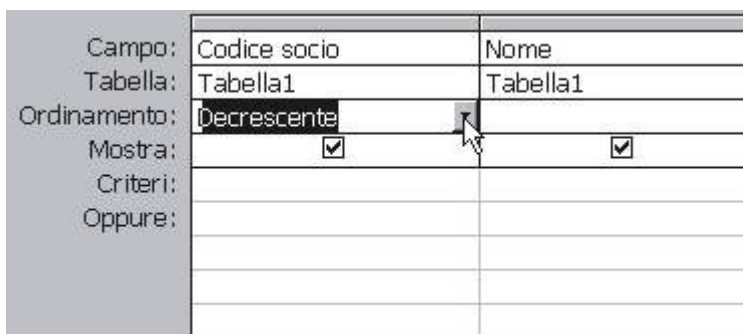 Campo: Codice socio Nome
Tabella: Tabella1 Tabella1
Ordinamento: Decrescente
Mostra:
Criteri:
Oppure: